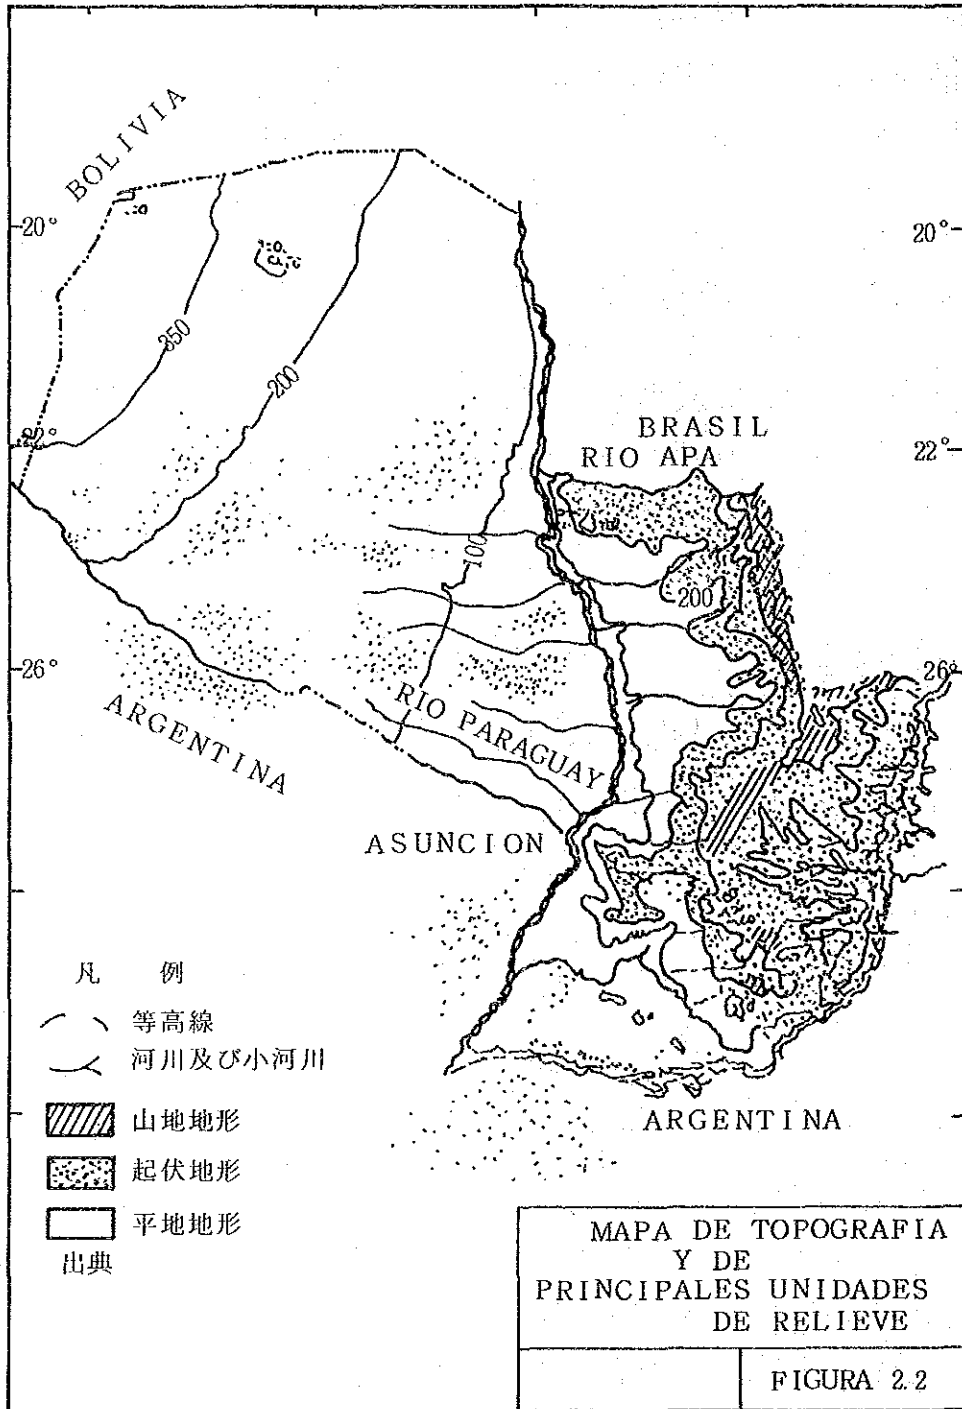 BOLIVIA
20°
20°
350
200
22°
BRASIL
22°
RIO APA
100
200
26°
26°
RIO PARAGUAY
ARGENTINA
ASUNCION
凡 例
等高線
河川及び小河川
山地地形
起伏地形
平地地形
出典
ARGENTINA
MAPA DE TOPOGRAFIA
Y DE
PRINCIPALES UNIDADES
DE RELIEVE
FIGURA 2.2